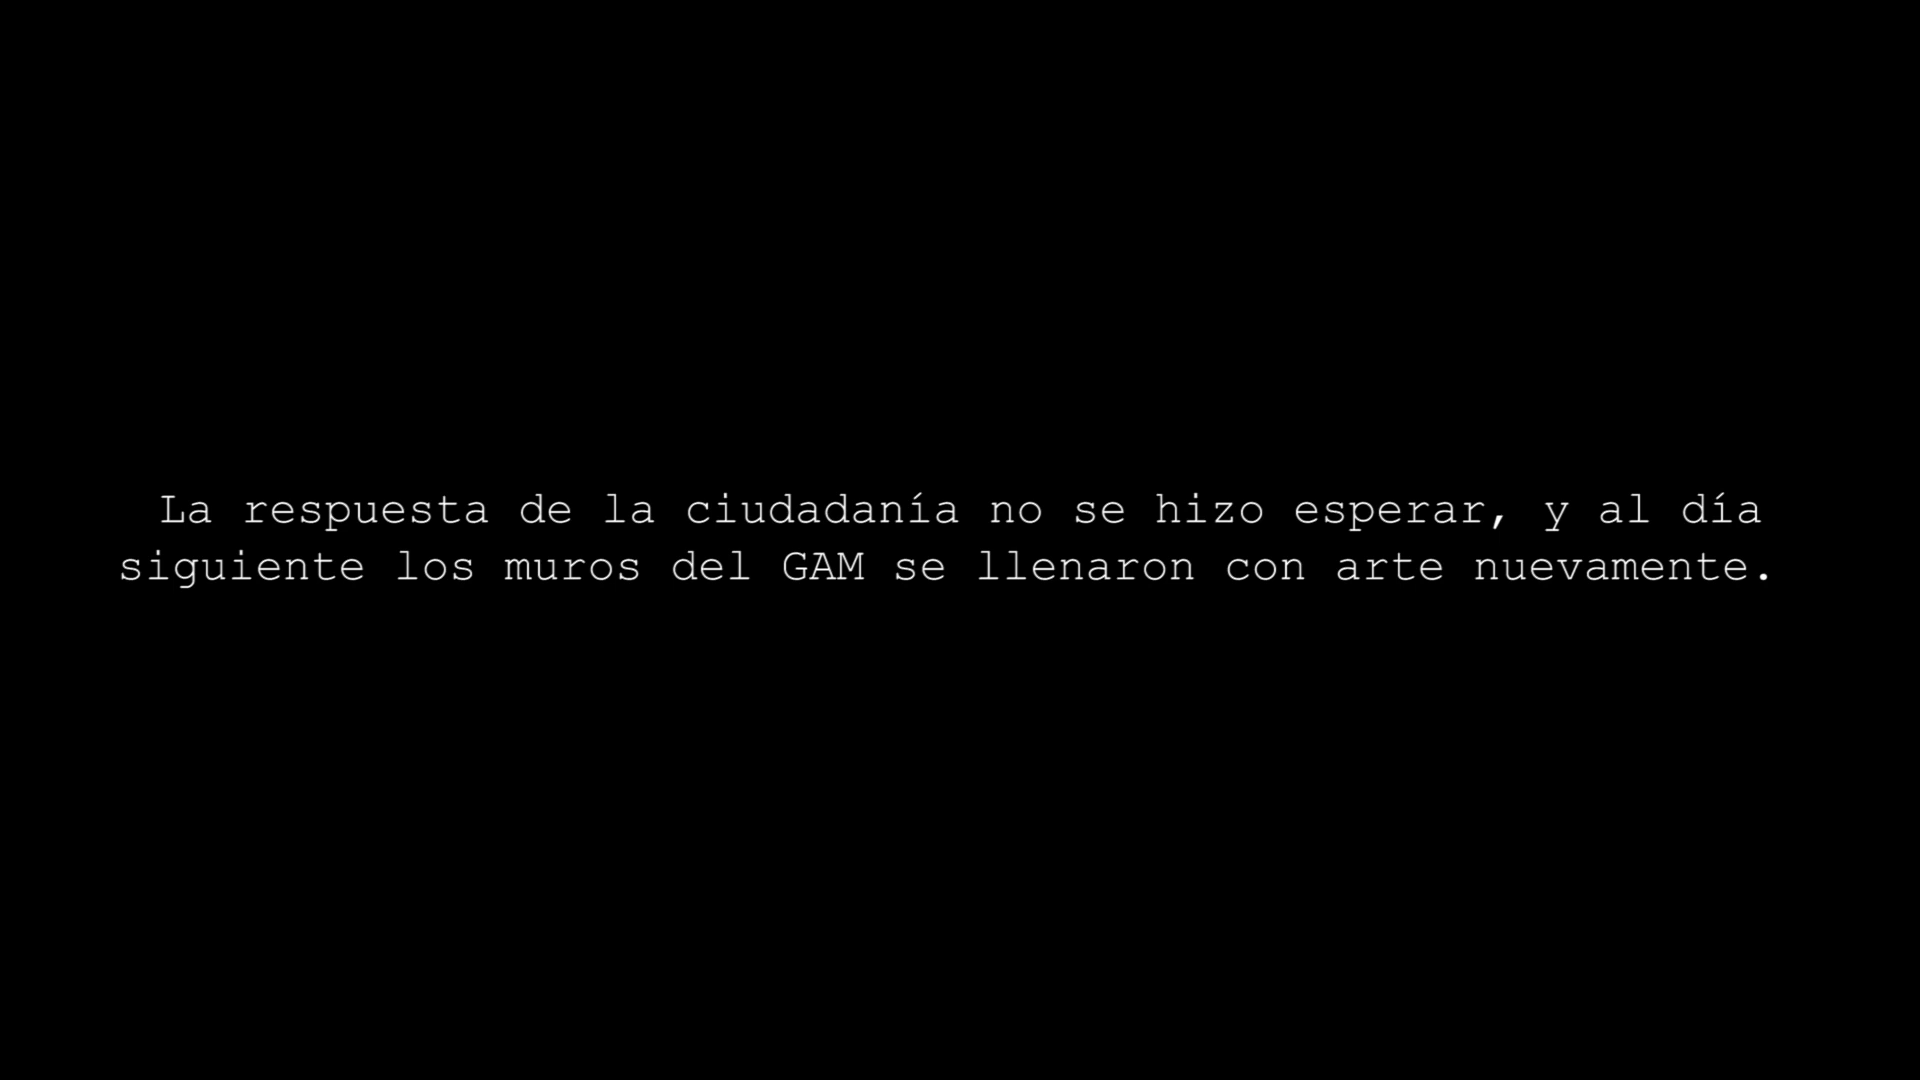 La respuesta de la ciudadanía no se hizo esperar, y al día
siguiente los muros del GAM se llenaron con arte nuevamente.